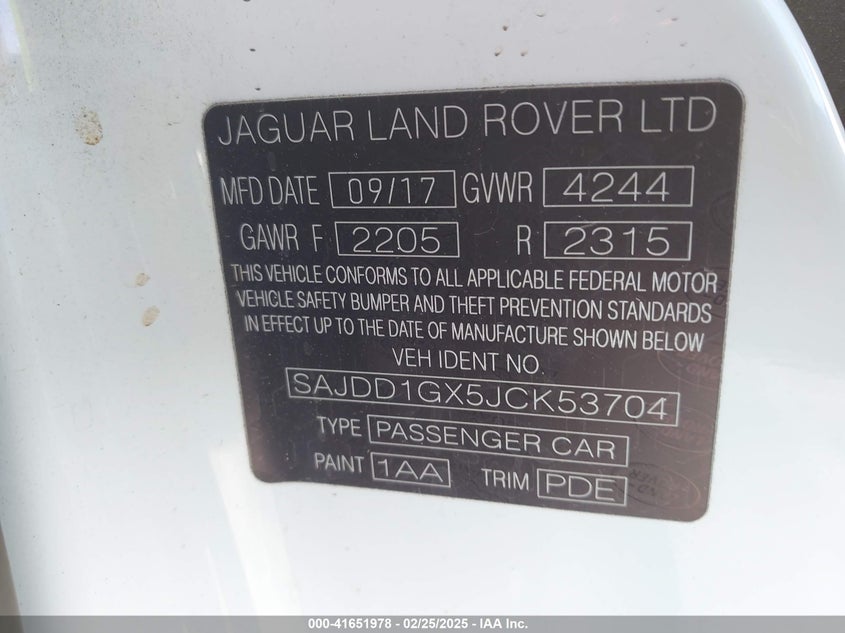 JAGUAR LAND ROVER LTD
MFD DATE 09/17 GVWR 4244
GAWR F 2205 R 2315
THIS VEHICLE CONFORMS TO ALL APPLICABLE FEDERAL MOTOR
VEHICLE SAFETY BUMPER AND THEFT PREVENTION STANDARDS
IN EFFECT UP TO THE DATE OF MANUFACTURE SHOWN BELOW
VEH IDENT NO.
SAJDD1GX5JCK53704
TYPE PASSENGER CAR
PAINT 1AA TRIM PDE
000-41651978 - 02/25/2025 - IAA Inc.